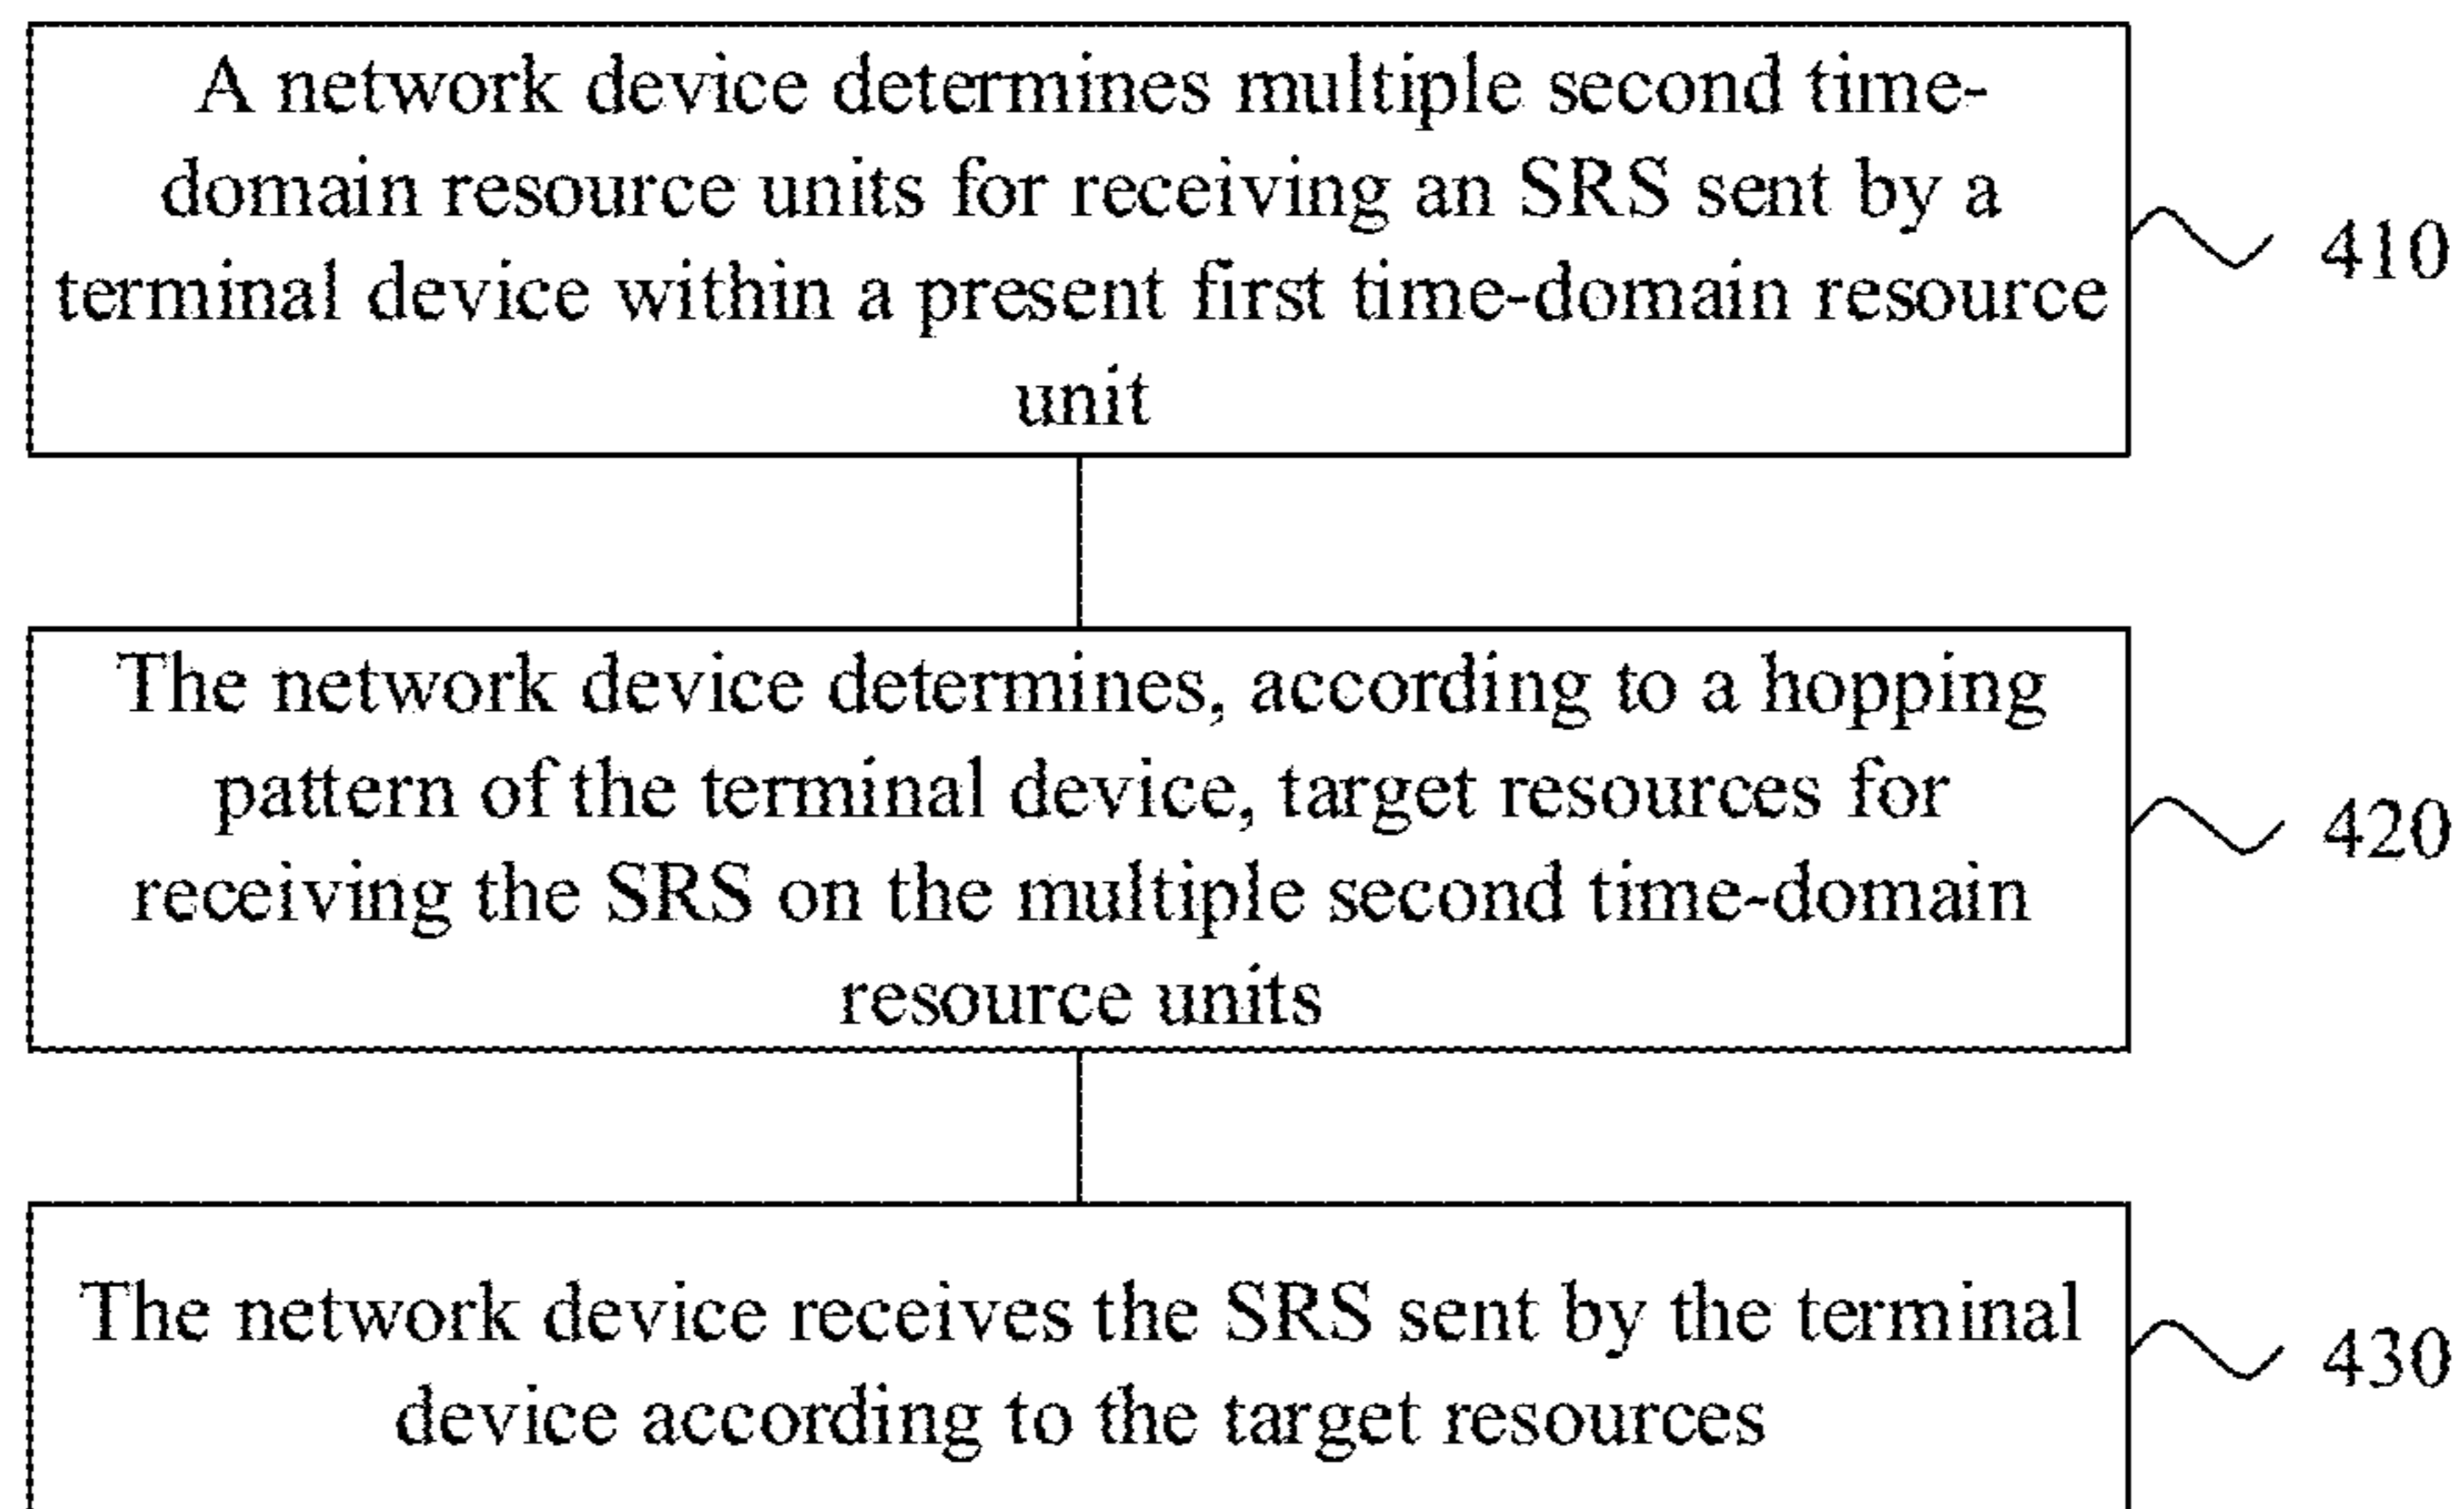 A network device determines multiple second time-
domain resource units for receiving an SRS sent by a
terminal device within a present first time-domain resource
unit
410
The network device determines, according to a hopping
pattern of the terminal device, target resources for
receiving the SRS on the multiple second time-domain
resource units
420
The network device receives the SRS sent by the terminal
device according to the target resources
430